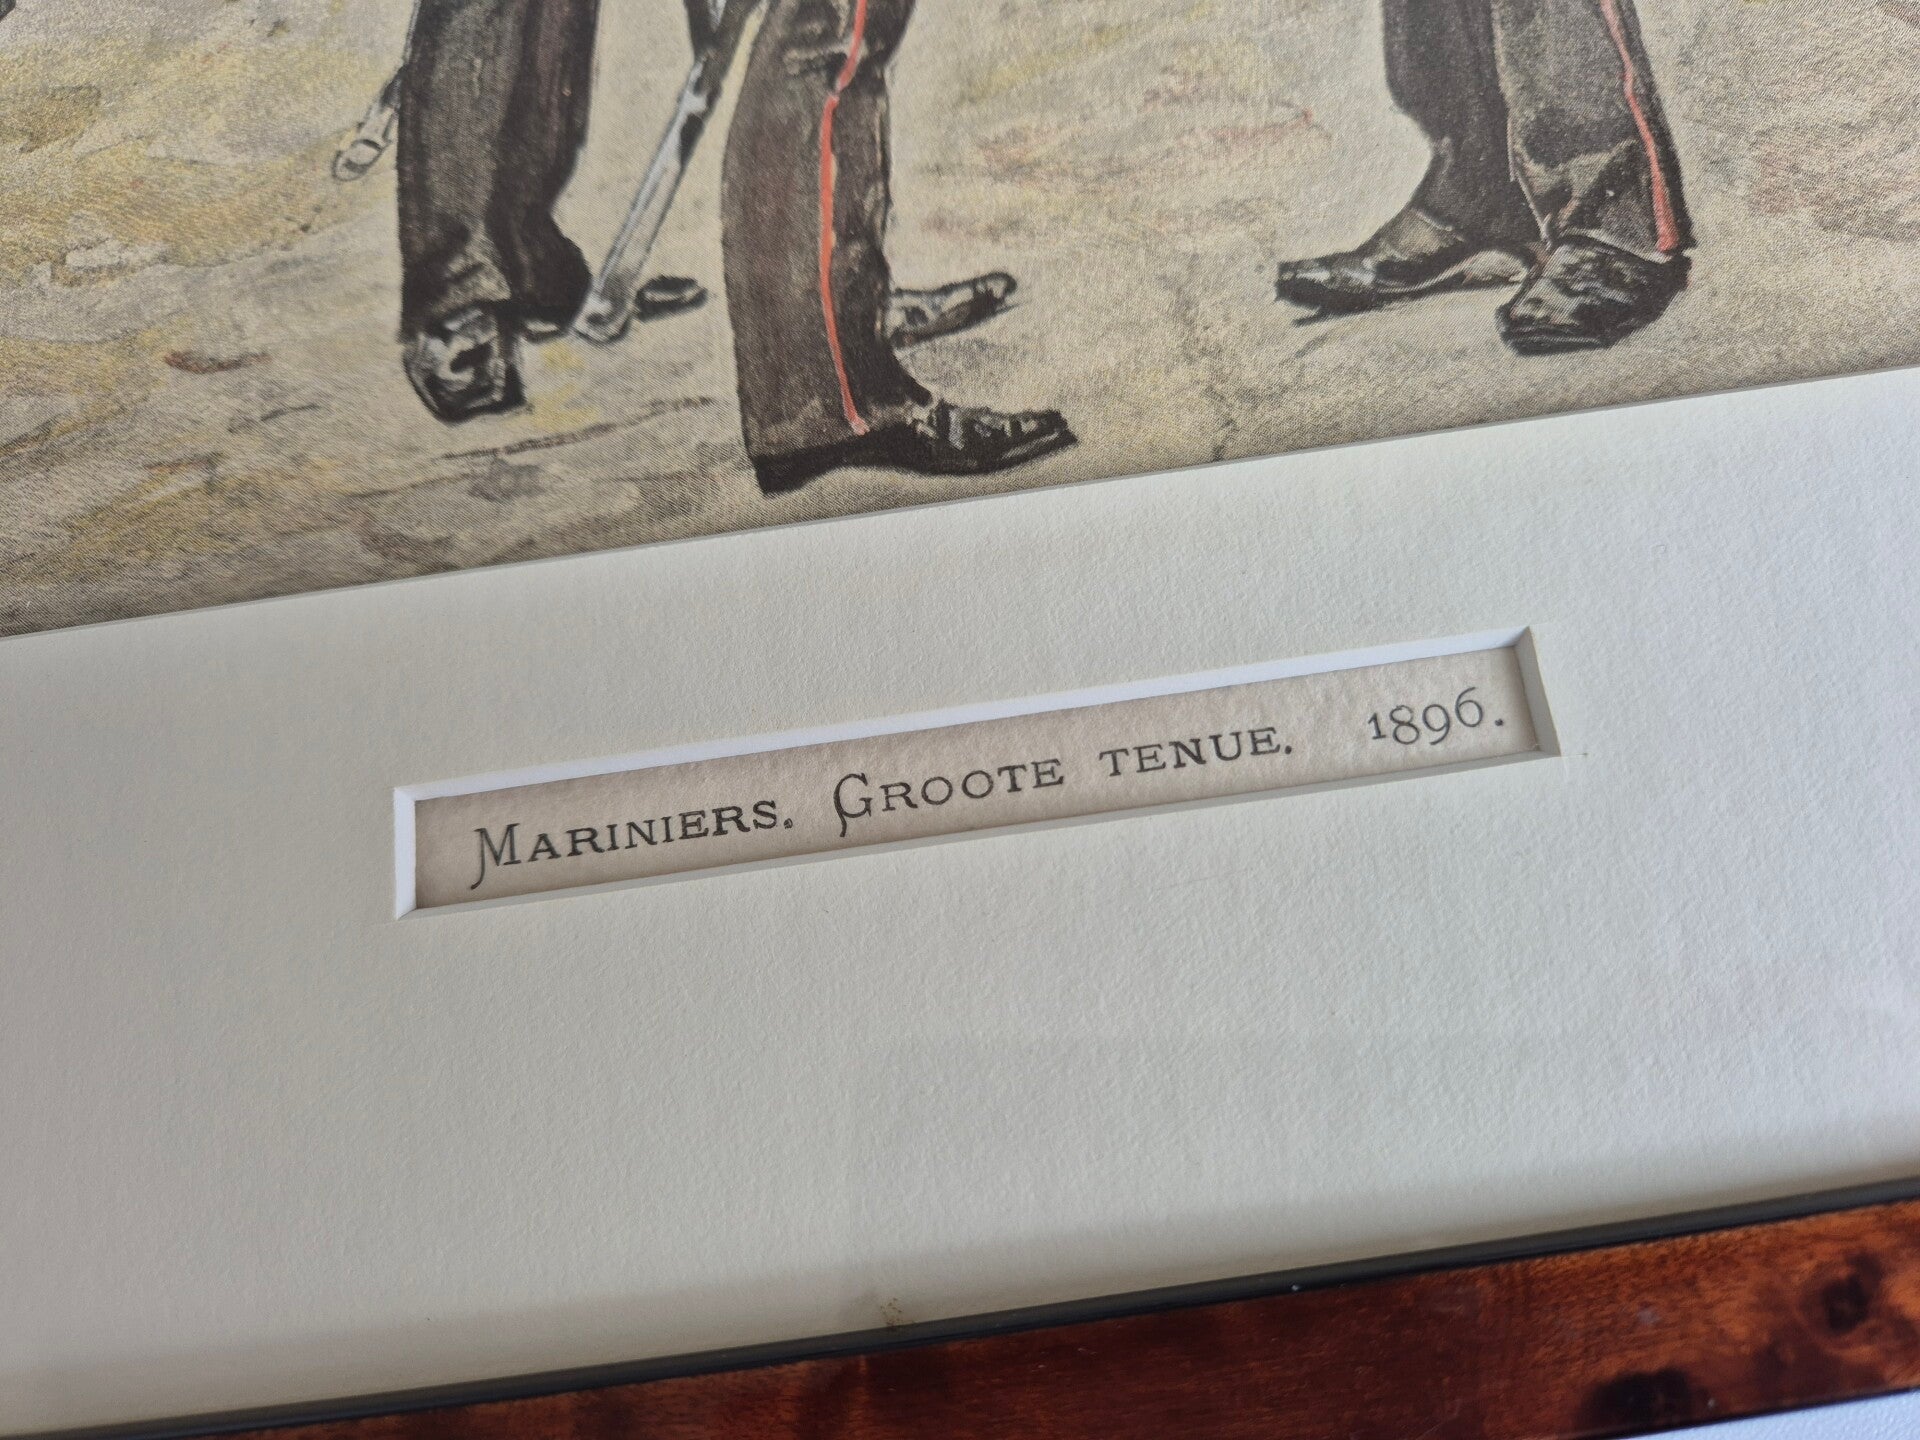 Mariniers. Groote tenue. 1896.